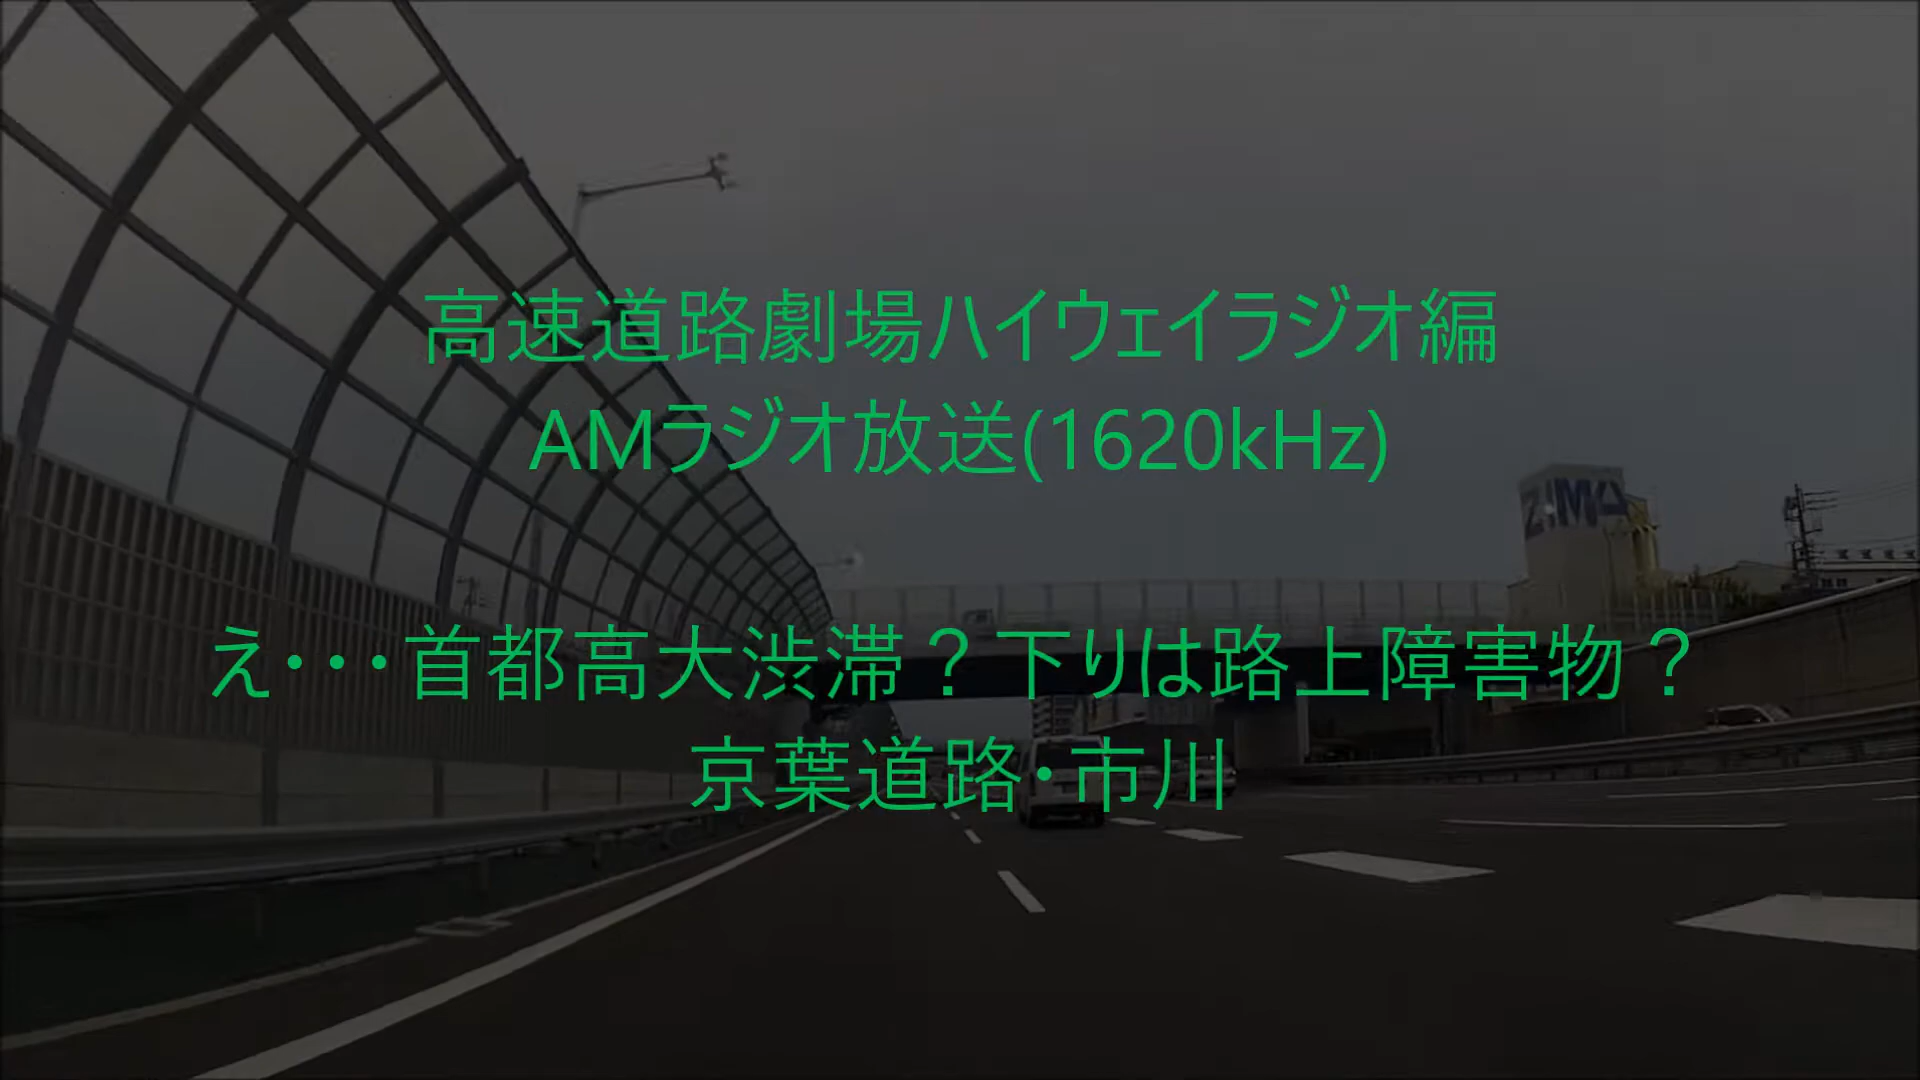 高速道路劇場ハイウェイラジオ編
AMラジオ放送(1620kHz)
え・・・首都高大渋滞？下りは路上障害物？
京葉道路・市川